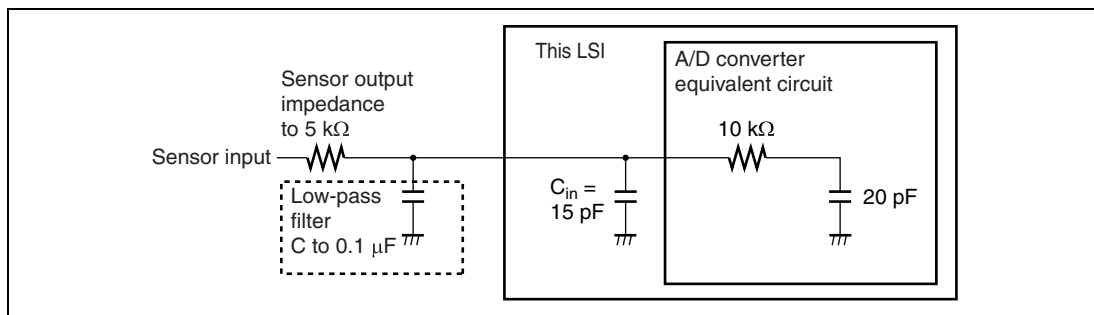 This LSI
A/D converter
equivalent circuit
Sensor output
impedance
to 5 kΩ
10 kΩ
Sensor input
Low-pass
filter
C to 0.1 μF
Cin =
15 pF
20 pF